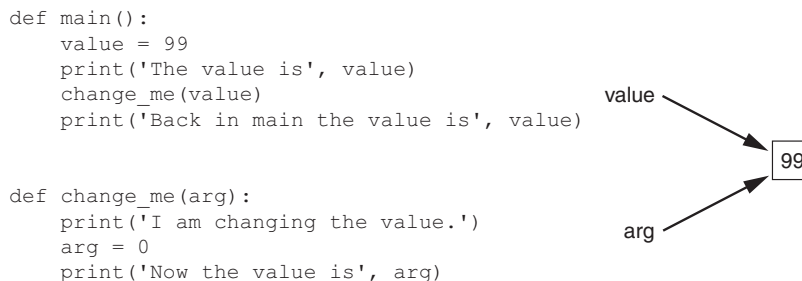 def main():
    value = 99
    print('The value is', value)
    change_me(value)
    print('Back in main the value is', value)
def change_me(arg):
    print('I am changing the value.')
    arg = 0
    print('Now the value is', arg)
value
99
arg